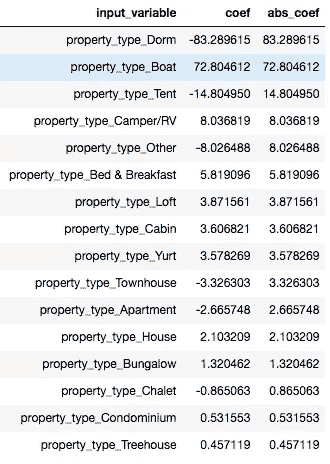 input_variable coef abs_coef
property_type_Dorm -83.289615 83.289615
property_type_Boat 72.804612 72.804612
property_type_Tent -14.804950 14.804950
property_type_Camper/RV 8.036819 8.036819
property_type_Other -8.026488 8.026488
property_type_Bed & Breakfast 5.819096 5.819096
property_type_Loft 3.871561 3.871561
property_type_Cabin 3.606821 3.606821
property_type_Yurt 3.578269 3.578269
property_type_Townhouse -3.326303 3.326303
property_type_Apartment -2.665748 2.665748
property_type_House 2.103209 2.103209
property_type_Bungalow 1.320462 1.320462
property_type_Chalet -0.865063 0.865063
property_type_Condominium 0.531553 0.531553
property_type_Treehouse 0.457119 0.457119